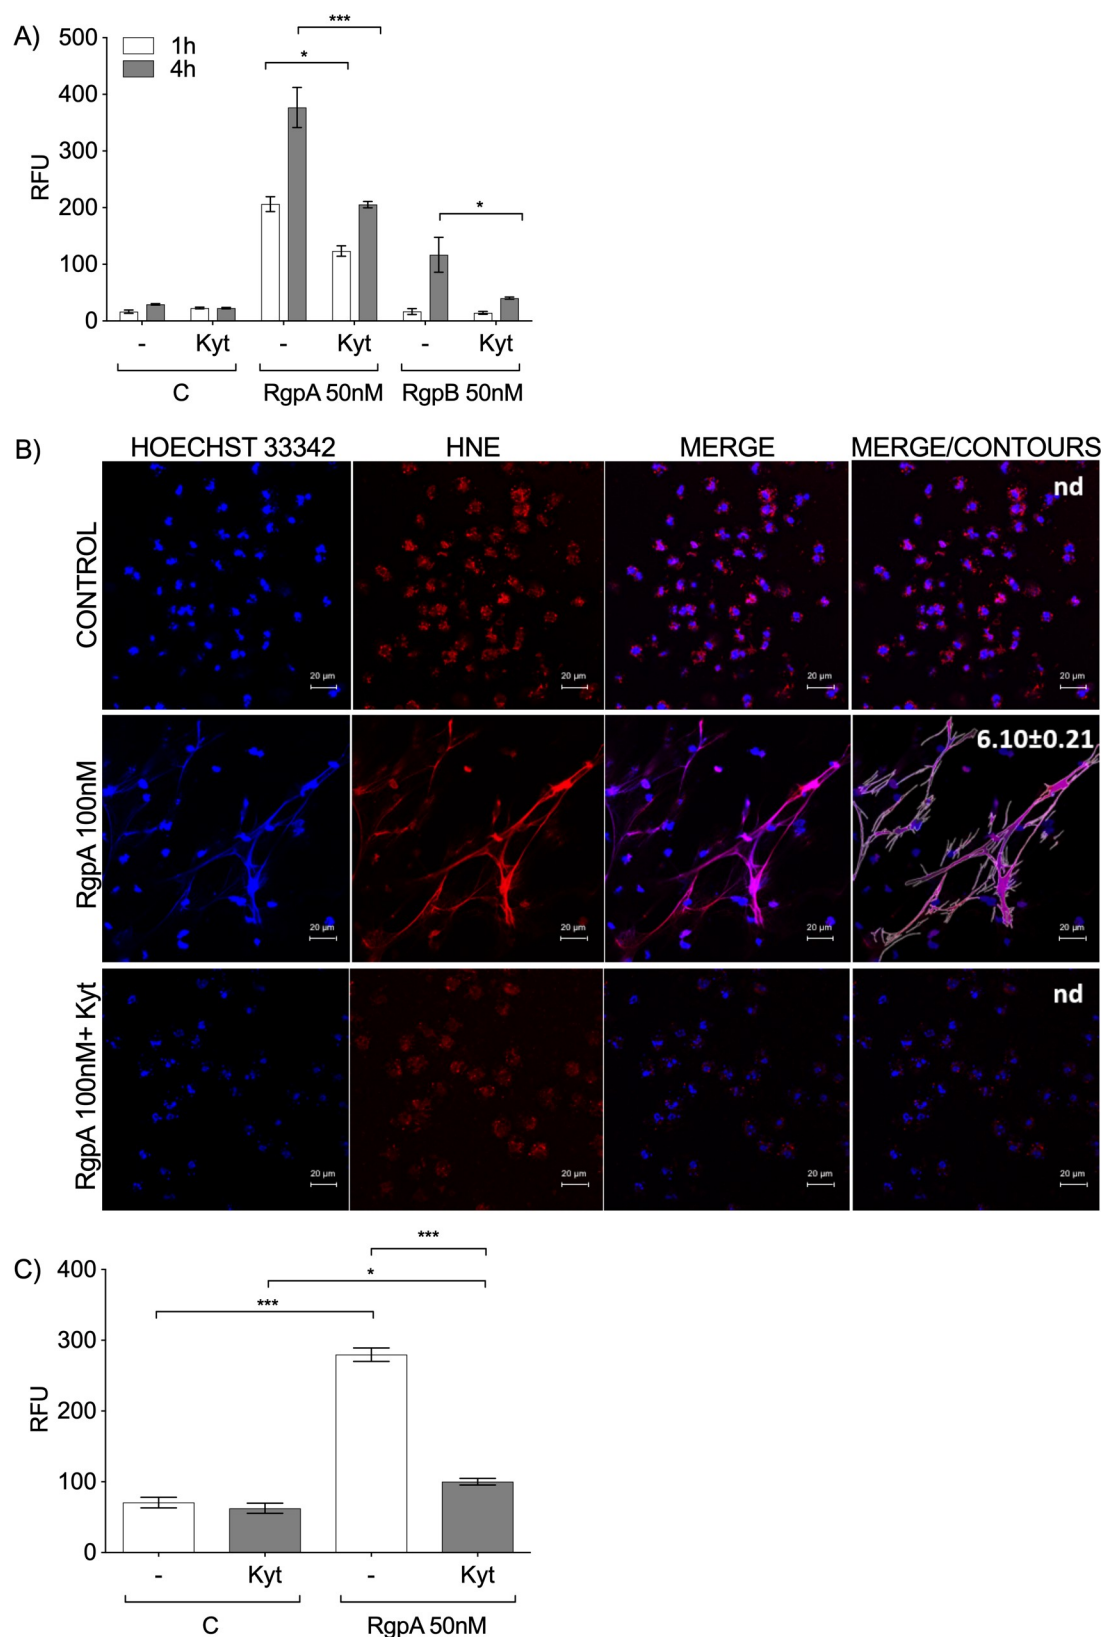 A)
***
*
*
1h
4h
500
400
300
200
100
0
RFU
- Kyt - Kyt - Kyt
C RgpA 50nM RgpB 50nM
B)
HOECHST 33342 HNE MERGE MERGE/CONTOURS
CONTROL
nd
20 µm 20 µm 20 µm 20 µm
RgpA 100nM
6.10±0.21
20 µm 20 µm 20 µm 20 µm
RgpA 100nM+ Kyt
nd
20 µm 20 µm 20 µm 20 µm
C)
***
*
***
400
300
200
100
0
RFU
- Kyt - Kyt
C RgpA 50nM